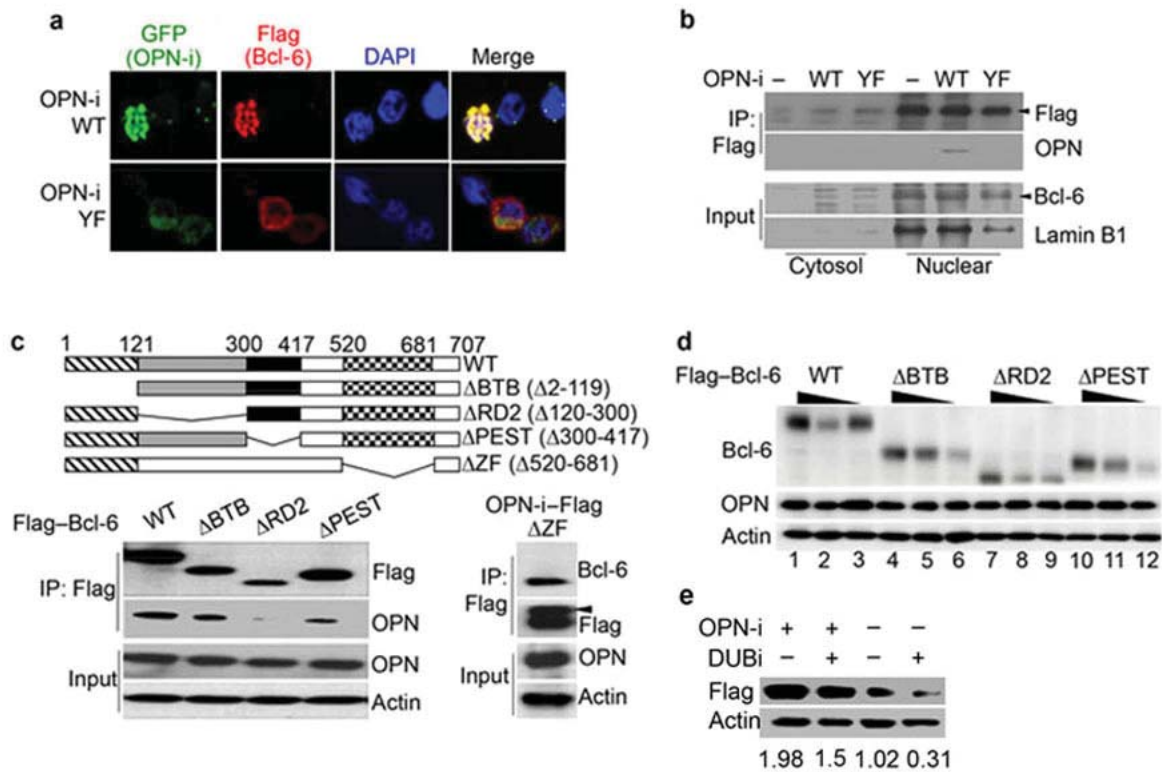 a
GFP Flag DAPI Merge
(OPN-i) (Bcl-6)
OPN-i
WT
OPN-i
YF
b
OPN-i – WT YF – WT YF
IP: Flag
Flag OPN
Input Bcl-6
Lamin B1
Cytosol Nuclear
c
1 121 300 417 520 681 707
WT
ΔBTB (Δ2-119)
ΔRD2 (Δ120-300)
ΔPEST (Δ300-417)
ΔZF (Δ520-681)
Flag–Bcl-6 WT ΔBTB ΔRD2 ΔPEST
IP: Flag Flag
OPN
Input OPN
Actin
OPN-i–Flag
ΔZF
IP: Bcl-6
Flag Flag
Input OPN
Actin
d
Flag–Bcl-6 WT ΔBTB ΔRD2 ΔPEST
Bcl-6
OPN
Actin
1 2 3 4 5 6 7 8 9 10 11 12
e
OPN-i + + – –
DUBi – + – +
Flag
Actin
1.98 1.5 1.02 0.31